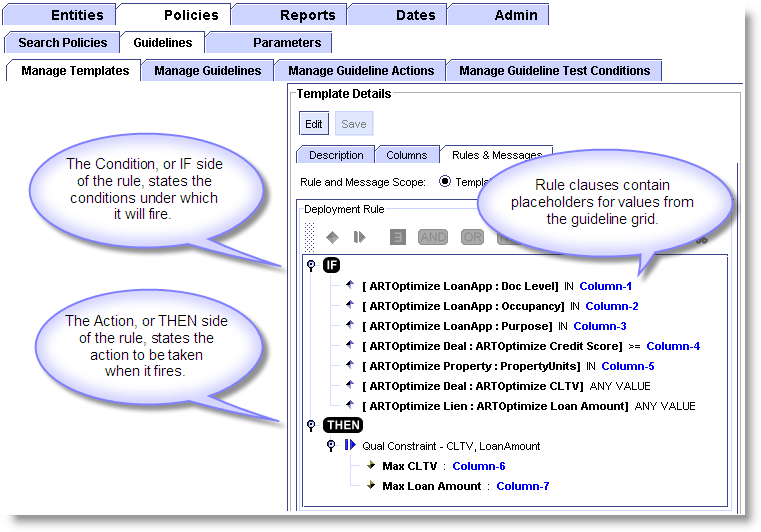 Entities Policies Reports Dates Admin
Search Policies Guidelines Parameters
Manage Templates Manage Guidelines Manage Guideline Actions Manage Guideline Test Conditions
Template Details
Edit Save
Description Columns Rules & Messages
Rule and Message Scope:
Deployment Rule
AND OR
The Condition, or IF side
of the rule, states the
conditions under which
it will fire.
Rule clauses contain
placeholders for values from
the guideline grid.
IF
[ ARTOptimize LoanApp : Doc Level] IN Column-1
[ ARTOptimize LoanApp : Occupancy] IN Column-2
[ ARTOptimize LoanApp : Purpose] IN Column-3
[ ARTOptimize Deal : ARTOptimize Credit Score] >= Column-4
[ ARTOptimize Property : PropertyUnits] IN Column-5
[ ARTOptimize Deal : ARTOptimize CLTV] ANY VALUE
[ ARTOptimize Lien : ARTOptimize Loan Amount] ANY VALUE
The Action, or THEN side
of the rule, states the
action to be taken
when it fires.
THEN
Qual Constraint - CLTV, LoanAmount
Max CLTV : Column-6
Max Loan Amount : Column-7